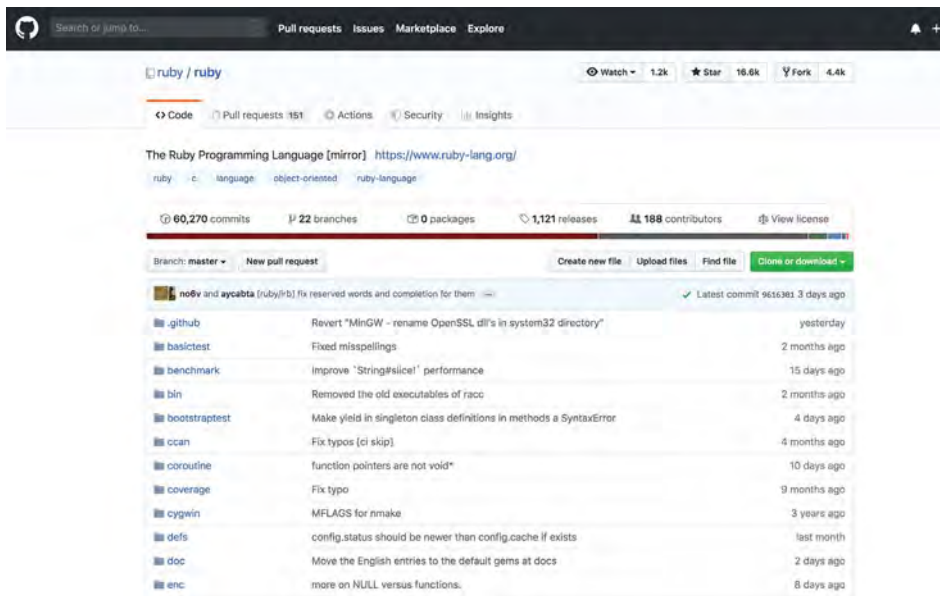 Search or jump to...
Pull requests Issues Marketplace Explore
ruby / ruby
Watch 1.2k Star 16.6k Fork 4.4k
Code Pull requests 151 Actions Security Insights
The Ruby Programming Language [mirror] https://www.ruby-lang.org/
ruby c language object-oriented ruby-language
60,270 commits 22 branches 0 packages 1,121 releases 188 contributors View license
Branch: master New pull request Create new file Upload files Find file Clone or download
no6v and aycabta [ruby/irb] fix reserved words and completion for them ... Latest commit 9616381 3 days ago
.github Revert "MinGW - rename OpenSSL dll's in system32 directory" yesterday
basictest Fixed misspellings 2 months ago
benchmark Improve `String#slice!` performance 15 days ago
bin Removed the old executables of racc 2 months ago
bootstraptest Make yield in singleton class definitions in methods a SyntaxError 4 days ago
ccan Fix typos [ci skip] 4 months ago
coroutine function pointers are not void* 10 days ago
coverage Fix typo 9 months ago
cygwin MFLAGS for nmake 3 years ago
defs config.status should be newer than config.cache if exists last month
doc Move the English entries to the default gems at docs 2 days ago
enc more on NULL versus functions. 8 days ago